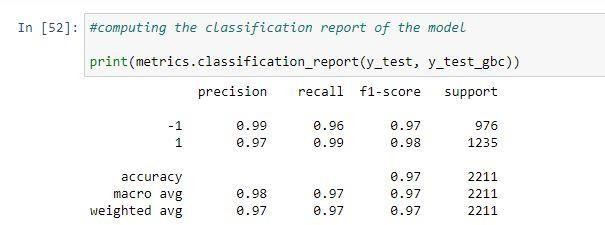 In [52]: #computing the classification report of the model
print(metrics.classification_report(y_test, y_test_gbc))
precision recall f1-score support
-1 0.99 0.96 0.97 976
1 0.97 0.99 0.98 1235
accuracy 0.97 2211
macro avg 0.98 0.97 0.97 2211
weighted avg 0.97 0.97 0.97 2211